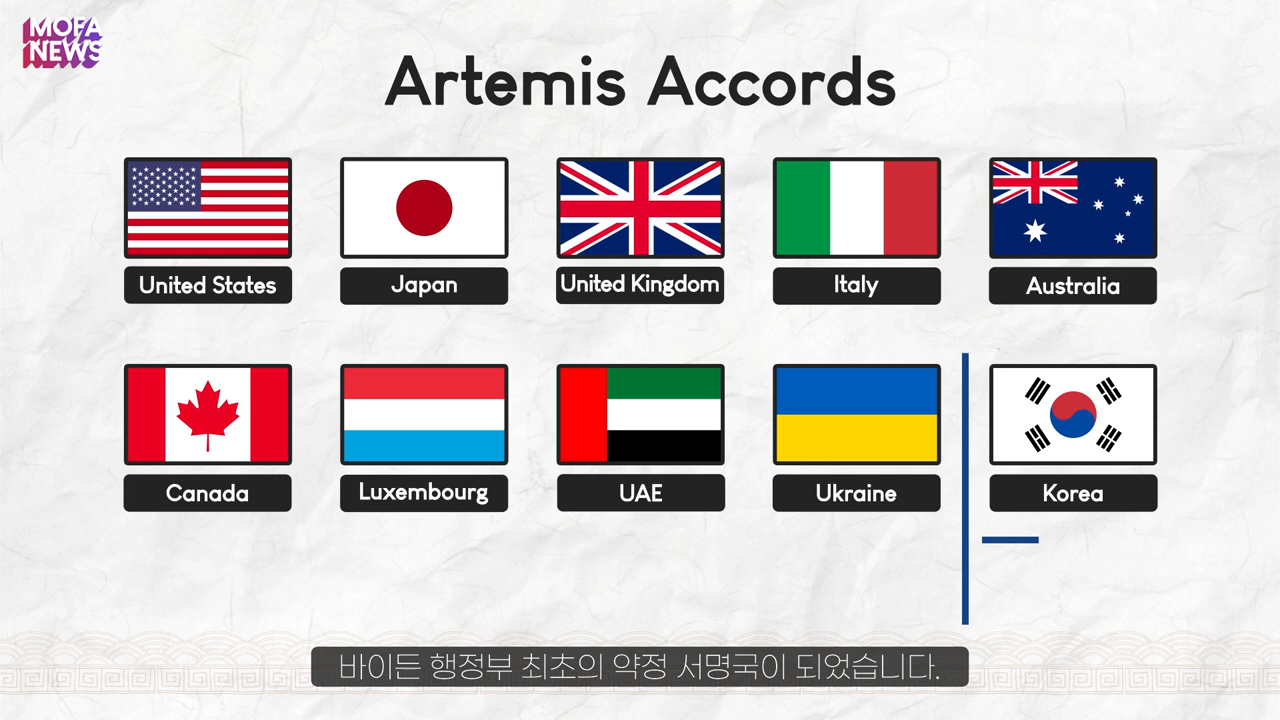 MOFA
NEWS
Artemis Accords
United States
Japan
United Kingdom
Italy
Australia
Canada
Luxembourg
UAE
Ukraine
Korea
바이든 행정부 최초의 약정 서명국이 되었습니다.